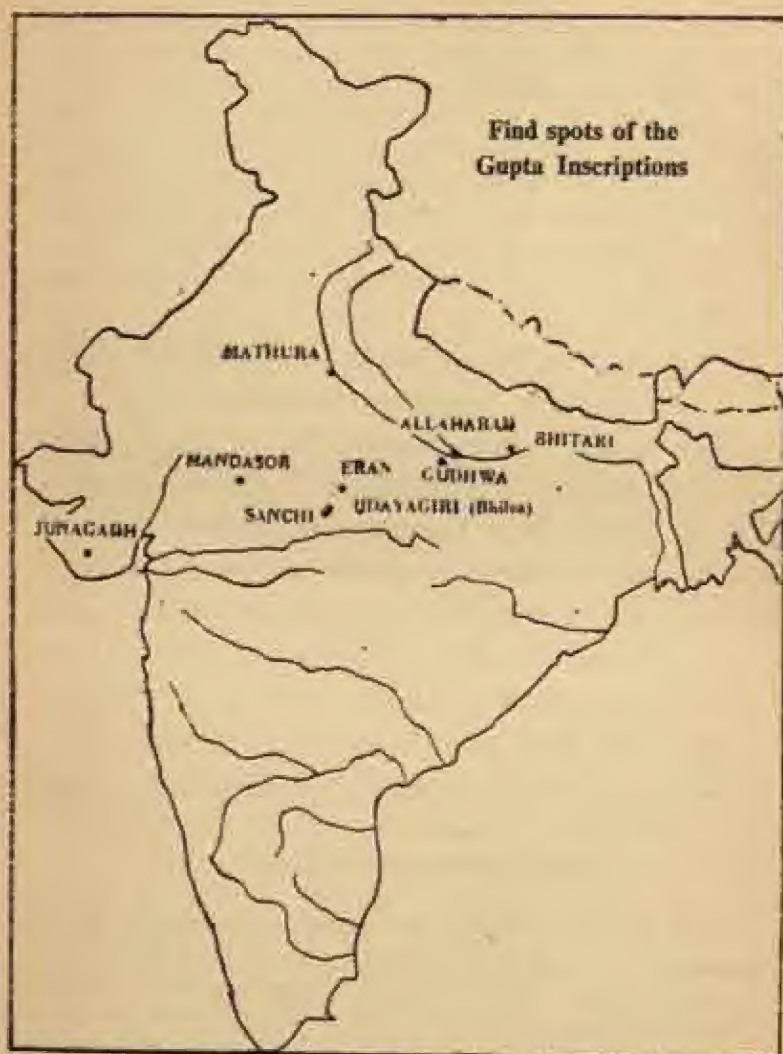 Find spots of the
Gupta Inscriptions
MATHURA
ALLAHABAD
BHITARI
MANDASOR
ERAN
GUDHWA
SANCHI
UDAYAGIRI (Bhilsa)
JUNAGADH